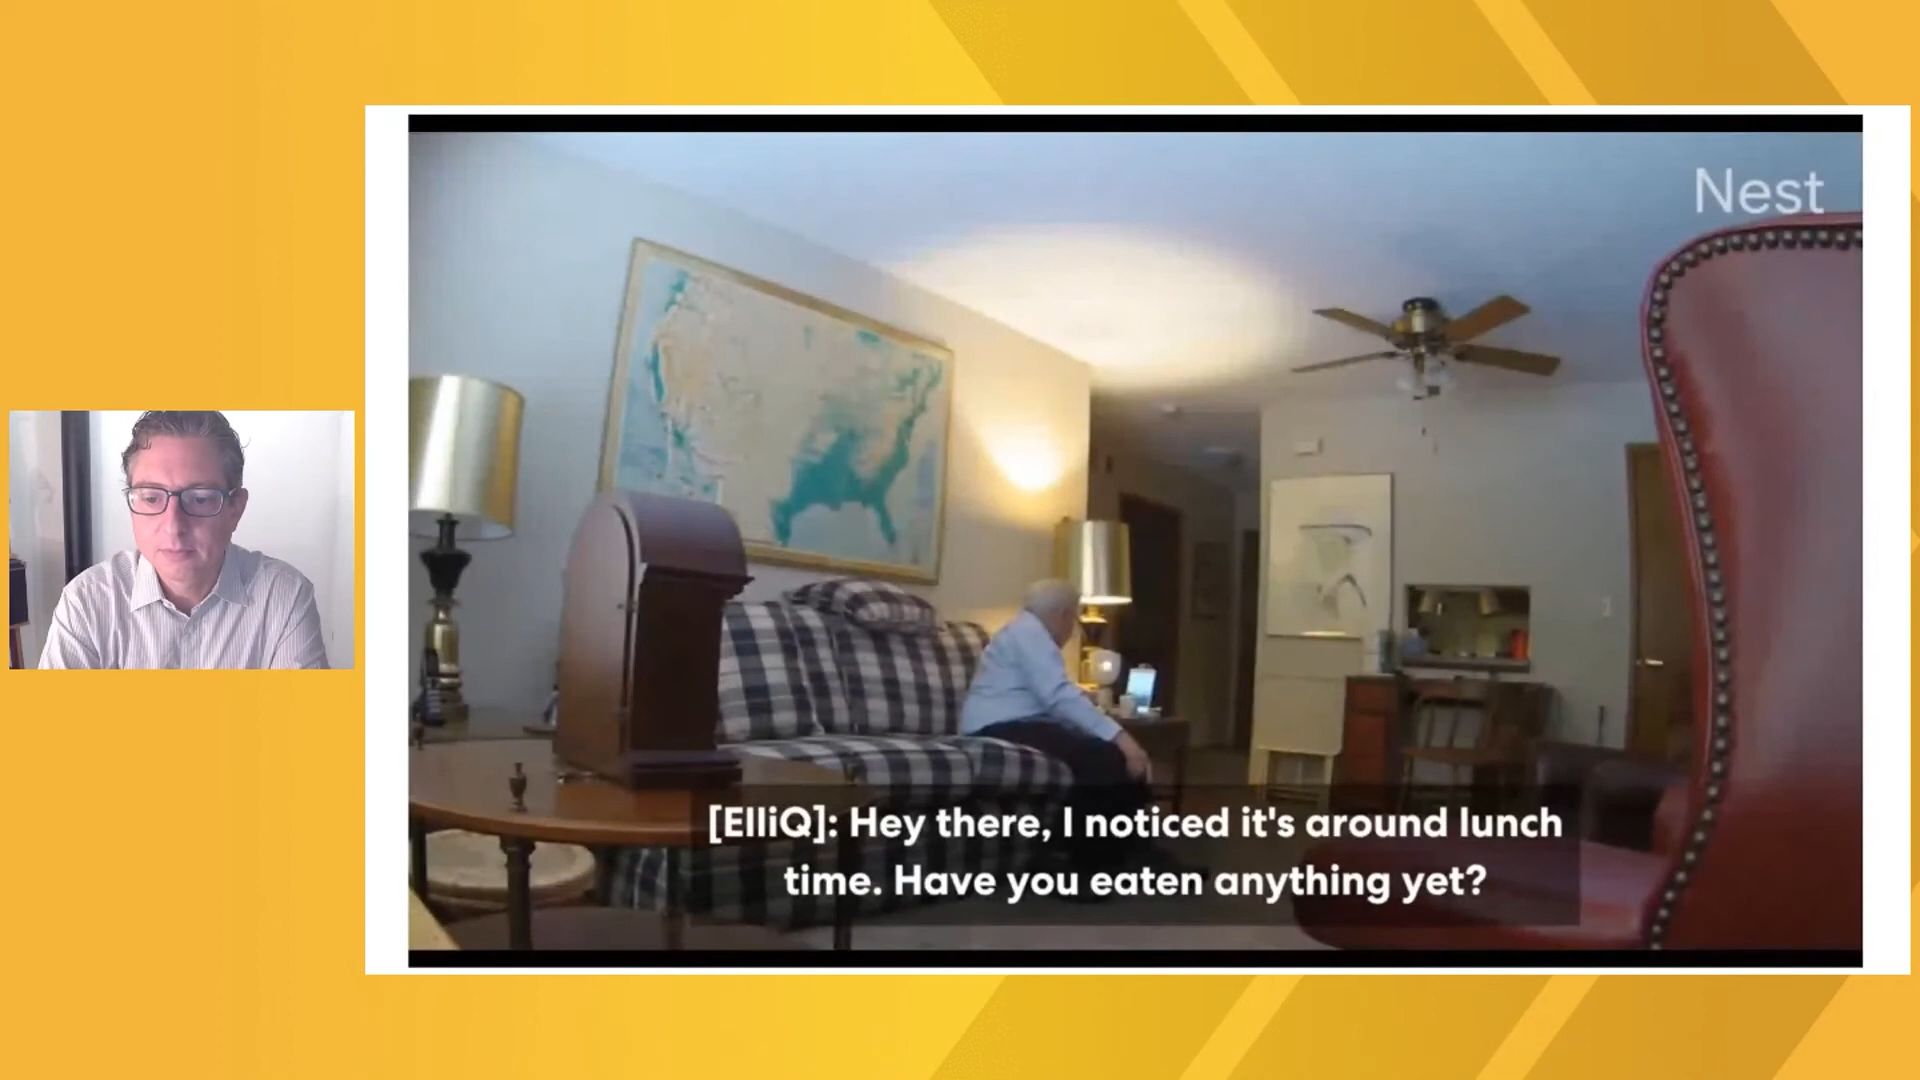 Nest
[ElliQ]: Hey there, I noticed it's around lunch
time. Have you eaten anything yet?